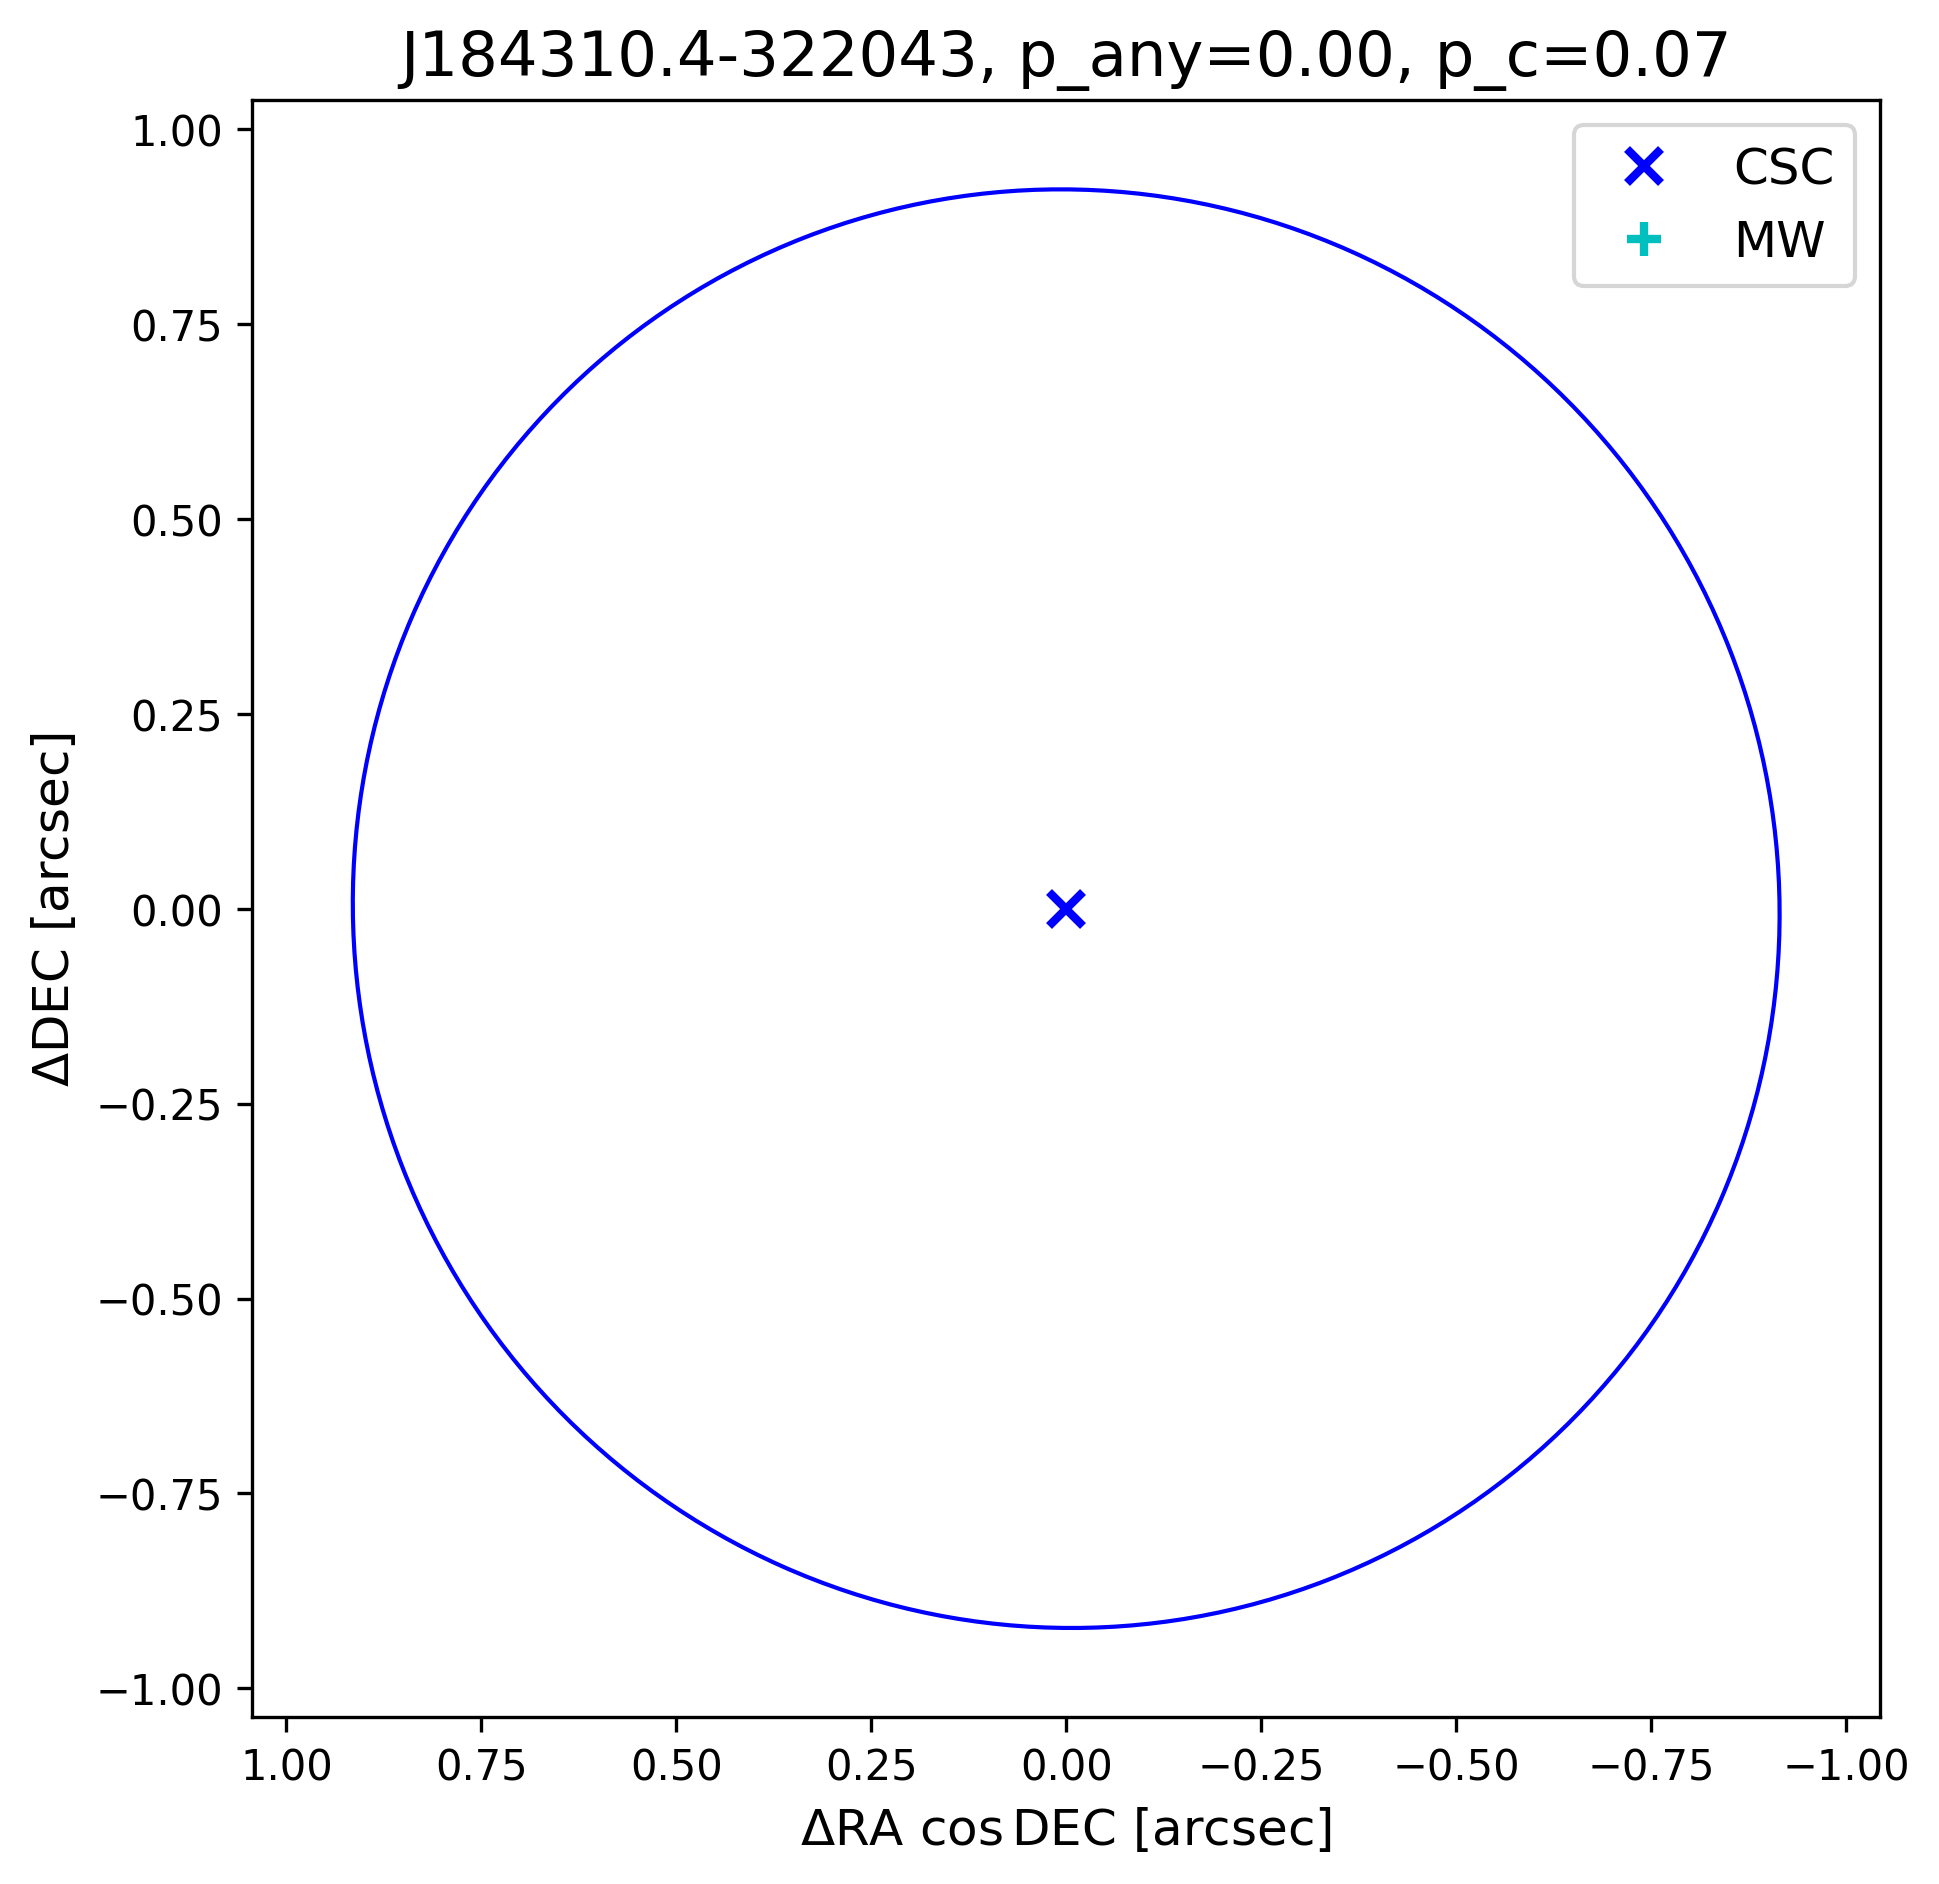 J184310.4-322043, p_any=0.00, p_c=0.07
CSC
MW
1.00
0.75
0.50
0.25
0.00
−0.25
−0.50
−0.75
−1.00
ΔDEC [arcsec]
1.00 0.75 0.50 0.25 0.00 −0.25 −0.50 −0.75 −1.00
ΔRA cos DEC [arcsec]